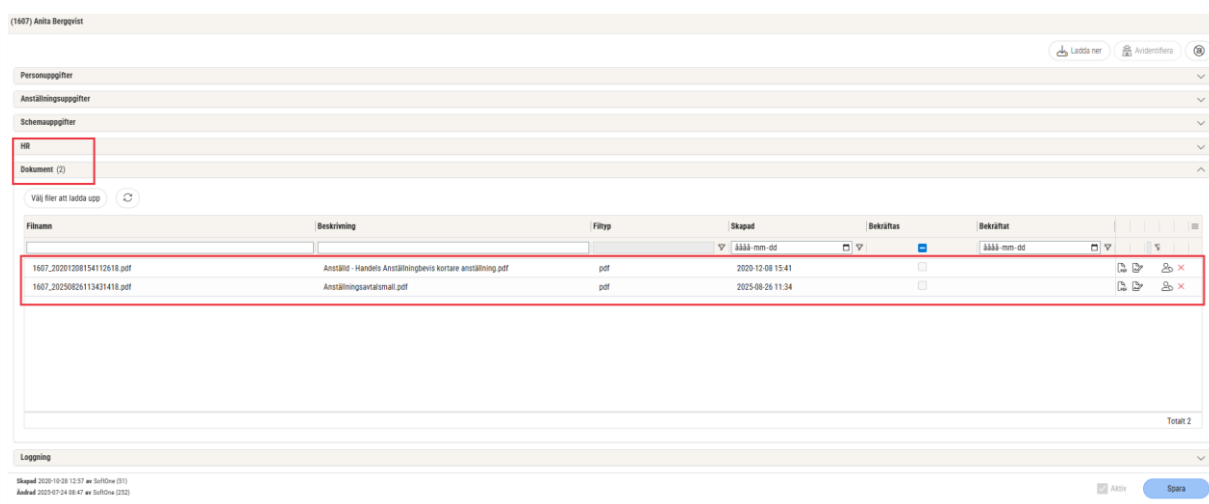 (1607) Anita Bergqvist
Ladda ner Avidentifiera
Personuppgifter
Anställningsuppgifter
Schemauppgifter
HR
Dokument (2)
Välj filer att ladda upp
Filnamn Beskrivning Filtyp Skapad Bekräftas Bekräftat
åååå-mm-dd åååå-mm-dd
1607_20201208154112618.pdf Anställd - Handels Anställningbevis kortare anställning.pdf pdf 2020-12-08 15:41
1607_20250826113431418.pdf Anställningsavtalsmall.pdf pdf 2025-08-26 11:34
Totalt 2
Loggning
Skapad 2020-10-28 12:57 av SoftOne (51)
Ändrad 2025-07-24 08:47 av SoftOne (252)
Aktiv Spara